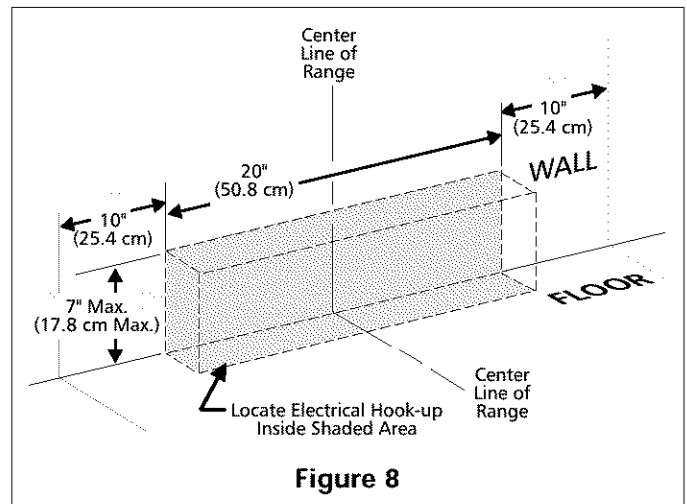 Center
Line of
Range
10"
(25.4 cm)
20"
(50.8 cm)
WALL
10"
(25.4 cm)
7" Max.
(17.8 cm Max.)
FLOOR
Center
Line of
Range
Locate Electrical Hook-up
Inside Shaded Area
Figure 8